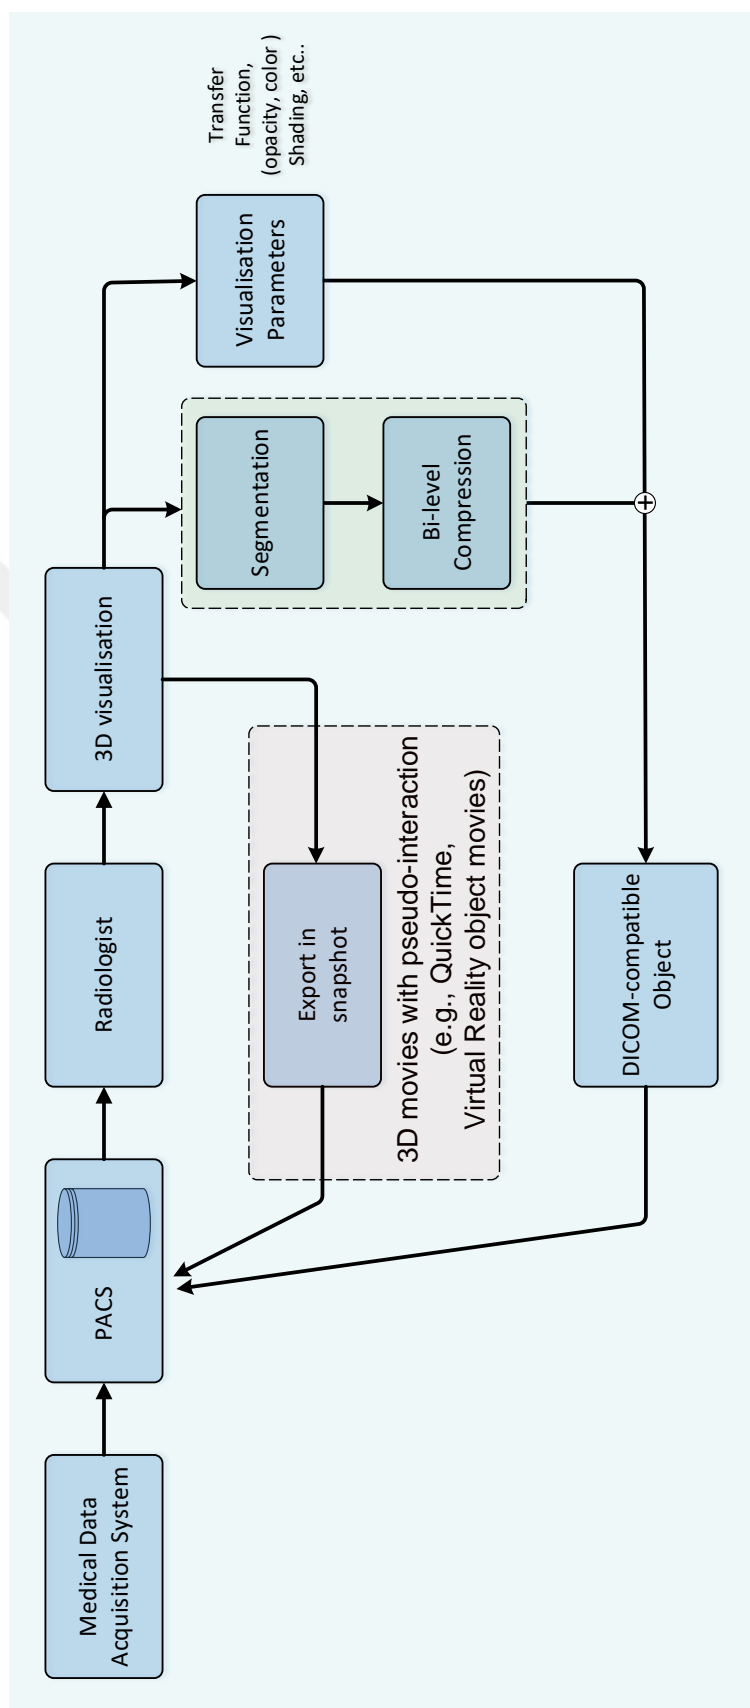 Medical Data
Acquisition System
PACS
Radiologist
3D visualisation
Export in
snapshot
3D movies with pseudo-interaction
(e.g., QuickTime,
Virtual Reality object movies)
Segmentation
Bi-level
Compression
Visualisation
Parameters
Transfer
Function,
(opacity, color )
Shading, etc..
+
DICOM-compatible
Object